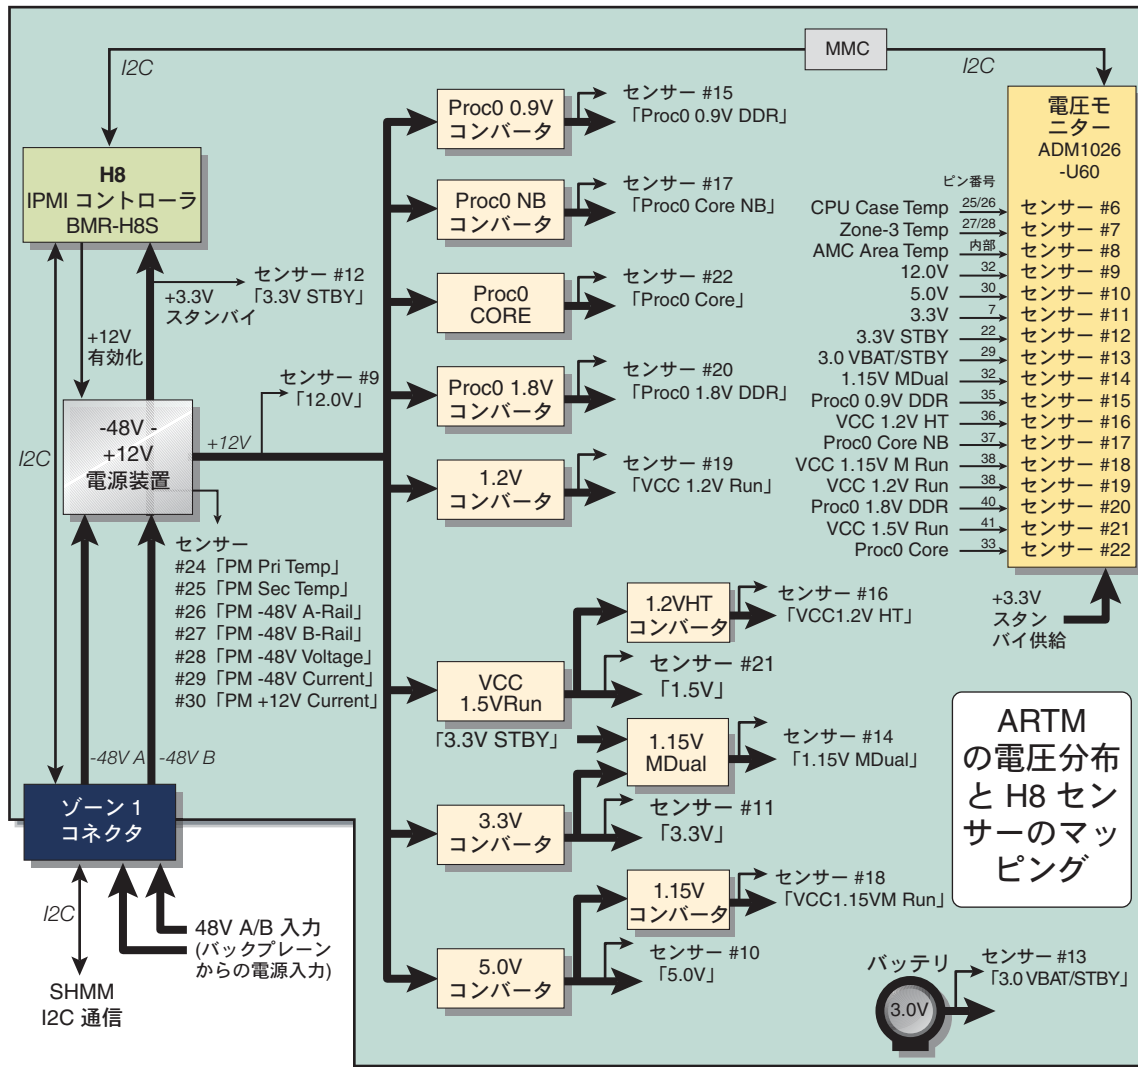 MMC
I2C
I2C
H8
IPMI コントローラ
BMR-H8S
センサー #12
「3.3V STBY」
+3.3V
スタンバイ
+12V
有効化
I2C
-48V -
+12V
電源装置
+12V
センサー #9
「12.0V」
センサー
#24「PM Pri Temp」
#25「PM Sec Temp」
#26「PM -48V A-Rail」
#27「PM -48V B-Rail」
#28「PM -48V Voltage」
#29「PM -48V Current」
#30「PM +12V Current」
-48V A
-48V B
ゾーン 1
コネクタ
I2C
48V A/B 入力
(バックプレーン
からの電源入力)
SHMM
I2C 通信
Proc0 0.9V
コンバータ
センサー #15
「Proc0 0.9V DDR」
Proc0 NB
コンバータ
センサー #17
「Proc0 Core NB」
Proc0
CORE
センサー #22
「Proc0 Core」
Proc0 1.8V
コンバータ
センサー #20
「Proc0 1.8V DDR」
1.2V
コンバータ
センサー #19
「VCC 1.2V Run」
1.2VHT
コンバータ
センサー #16
「VCC1.2V HT」
VCC
1.5VRun
センサー #21
「1.5V」
「3.3V STBY」
1.15V
MDual
センサー #14
「1.15V MDual」
3.3V
コンバータ
センサー #11
「3.3V」
1.15V
コンバータ
センサー #18
「VCC1.15VM Run」
5.0V
コンバータ
センサー #10
「5.0V」
電圧モ
ニター
ADM1026
-U60
ピン番号
CPU Case Temp 25/26 センサー #6
Zone-3 Temp 27/28 センサー #7
AMC Area Temp 内部 センサー #8
12.0V 32 センサー #9
5.0V 30 センサー #10
3.3V 7 センサー #11
3.3V STBY 22 センサー #12
3.0 VBAT/STBY 29 センサー #13
1.15V MDual 32 センサー #14
Proc0 0.9V DDR 35 センサー #15
VCC 1.2V HT 36 センサー #16
Proc0 Core NB 37 センサー #17
VCC 1.15V M Run 38 センサー #18
VCC 1.2V Run 38 センサー #19
Proc0 1.8V DDR 40 センサー #20
VCC 1.5V Run 41 センサー #21
Proc0 Core 33 センサー #22
+3.3V
スタン
バイ供給
ARTM
の電圧分布
と H8 セン
サーのマッ
ピング
バッテリ
3.0V
センサー #13
「3.0 VBAT/STBY」